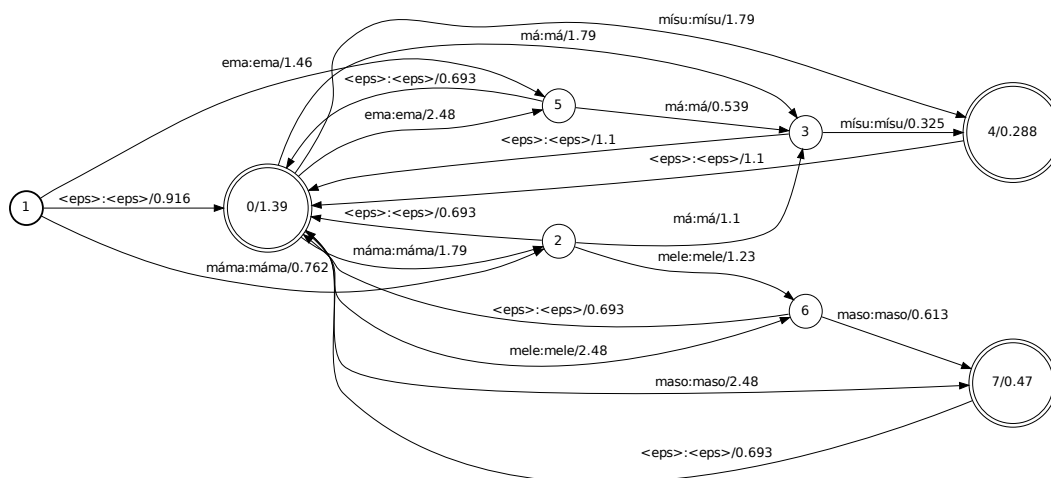 mísu:mísu/1.79
má:má/1.79
ema:ema/1.46
<eps>:<eps>/0.693
5
má:má/0.539
ema:ema/2.48
mísu:mísu/0.325
3
4/0.288
<eps>:<eps>/1.1
<eps>:<eps>/1.1
<eps>:<eps>/0.916
1
0/1.39
<eps>:<eps>/0.693
má:má/1.1
2
máma:máma/1.79
mele:mele/1.23
máma:máma/0.762
<eps>:<eps>/0.693
6
maso:maso/0.613
mele:mele/2.48
maso:maso/2.48
7/0.47
<eps>:<eps>/0.693